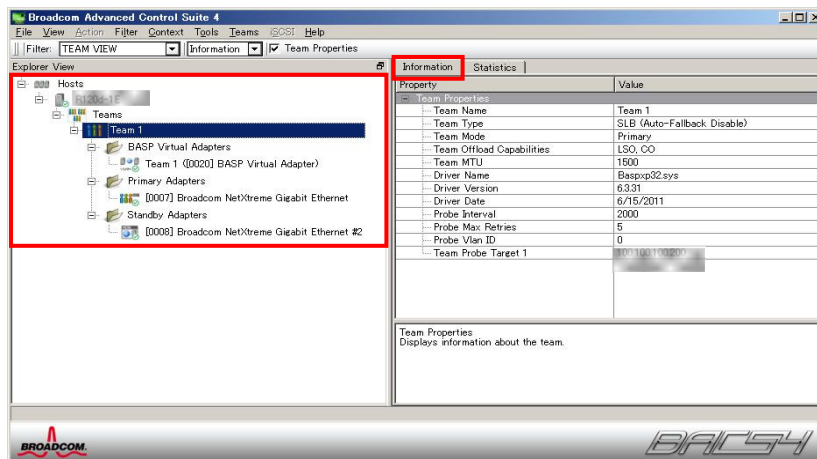 Broadcom Advanced Control Suite 4
File View Action Filter Context Tools Teams iSCSI Help
Filter: TEAM VIEW Information Team Properties
Explorer View
Hosts
R120d-1E
Teams
Team 1
BASP Virtual Adapters
Team 1 ([0020] BASP Virtual Adapter)
Primary Adapters
[0007] Broadcom NetXtreme Gigabit Ethernet
Standby Adapters
[0008] Broadcom NetXtreme Gigabit Ethernet #2
Information Statistics
Property Value
Team Properties
Team Name Team 1
Team Type SLB (Auto-Fallback Disable)
Team Mode Primary
Team Offload Capabilities LSO, CO
Team MTU 1500
Driver Name Baspxp32.sys
Driver Version 6.3.31
Driver Date 6/15/2011
Probe Interval 2000
Probe Max Retries 5
Probe Vlan ID 0
Team Probe Target 1 100.100.100.200
Team Properties
Displays information about the team.
BROADCOM.
BACS4